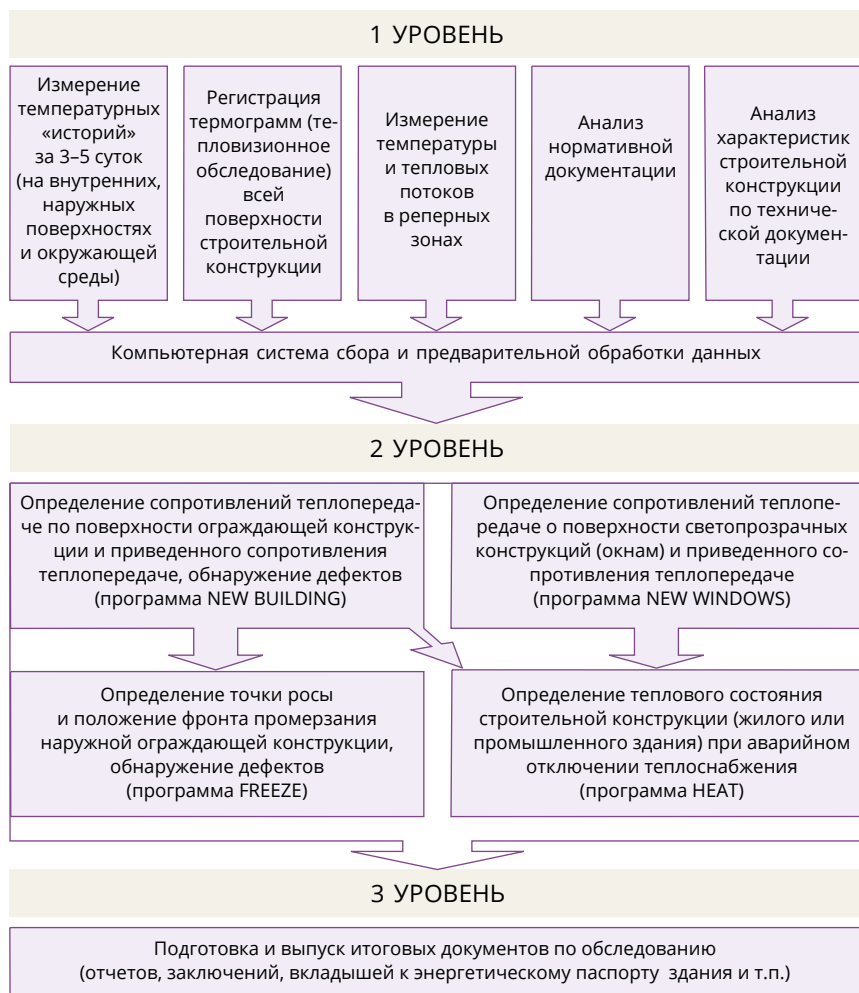 1 УРОВЕНЬ
Измерение
температурных
«историй»
за 3–5 суток
(на внутренних,
наружных
поверхностях
и окружающей
среды)
Регистрация
термограмм (те-
пловизионное
обследование)
всей
поверхности
строительной
конструкции
Измерение
температуры
и тепловых
потоков
в реперных
зонах
Анализ
нормативной
документации
Анализ
характеристик
строительной
конструкции
по техниче-
ской докумен-
тации
Компьютерная система сбора и предварительной обработки данных
2 УРОВЕНЬ
Определение сопротивлений теплопереда-
че по поверхности ограждающей конструк-
ции и приведенного сопротивления
теплопередаче, обнаружение дефектов
(программа NEW BUILDING)
Определение сопротивлений теплопе-
редаче о поверхности светопрозрачных
конструкций (окнам) и приведенного со-
противления теплопередаче
(программа NEW WINDOWS)
Определение точки росы
и положение фронта промерзания
наружной ограждающей конструкции,
обнаружение дефектов
(программа FREEZE)
Определение теплового состояния
строительной конструкции (жилого или
промышленного здания) при аварийном
отключении теплоснабжения
(программа HEAT)
3 УРОВЕНЬ
Подготовка и выпуск итоговых документов по обследованию
(отчетов, заключений, вкладышей к энергетическому паспорту здания и т.п.)